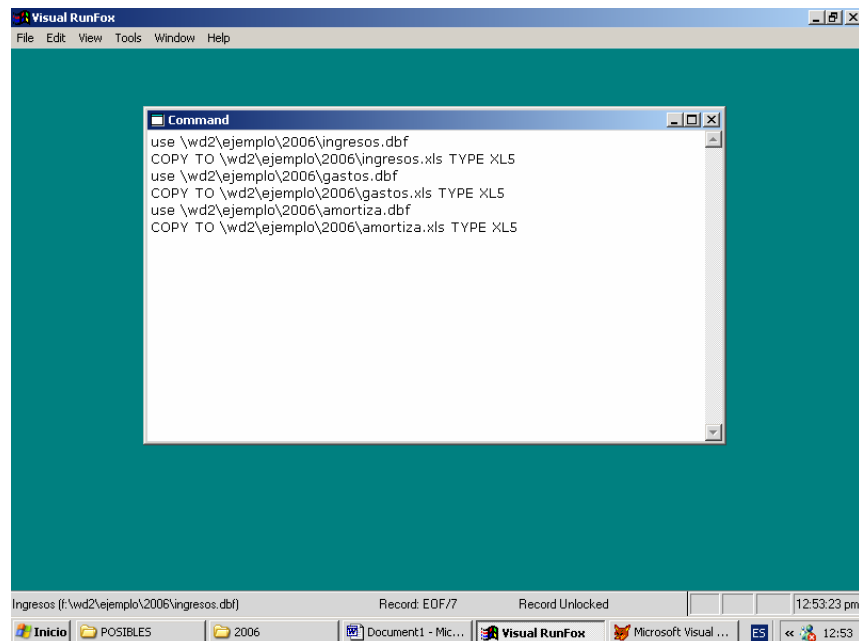 Visual RunFox
File Edit View Tools Window Help
Command
use \wd2\ejemplo\2006\ingresos.dbf
COPY TO \wd2\ejemplo\2006\ingresos.xls TYPE XL5
use \wd2\ejemplo\2006\gastos.dbf
COPY TO \wd2\ejemplo\2006\gastos.xls TYPE XL5
use \wd2\ejemplo\2006\amortiza.dbf
COPY TO \wd2\ejemplo\2006\amortiza.xls TYPE XL5
Ingresos (f:\wd2\ejemplo\2006\ingresos.dbf) Record: EOF/7 Record Unlocked 12:53:23 pm
Inicio POSIBLES 2006 Document1 - Mic... Visual RunFox Microsoft Visual ... ES « 12:53